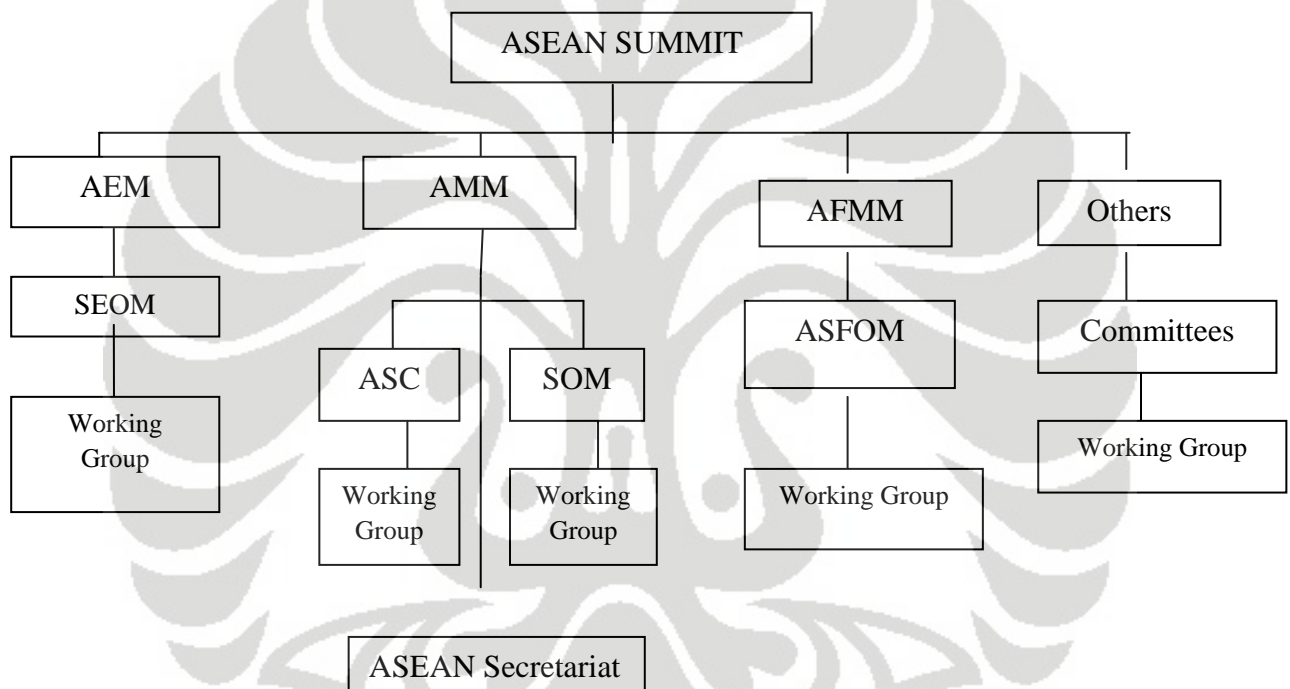 ASEAN SUMMIT
AEM
AMM
AFMM
Others
SEOM
ASFOM
Committees
ASC
SOM
Working
Group
Working Group
Working
Group
Working
Group
Working Group
ASEAN Secretariat